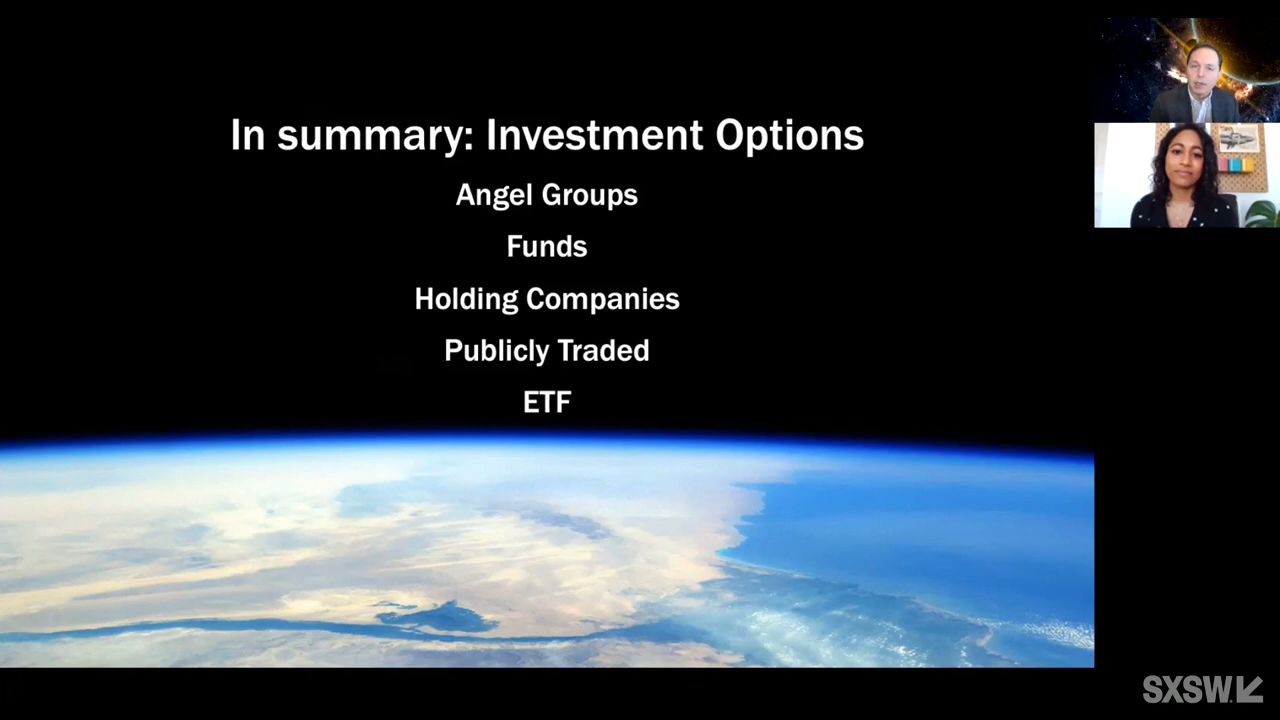 In summary: Investment Options
Angel Groups
Funds
Holding Companies
Publicly Traded
ETF
SXSW